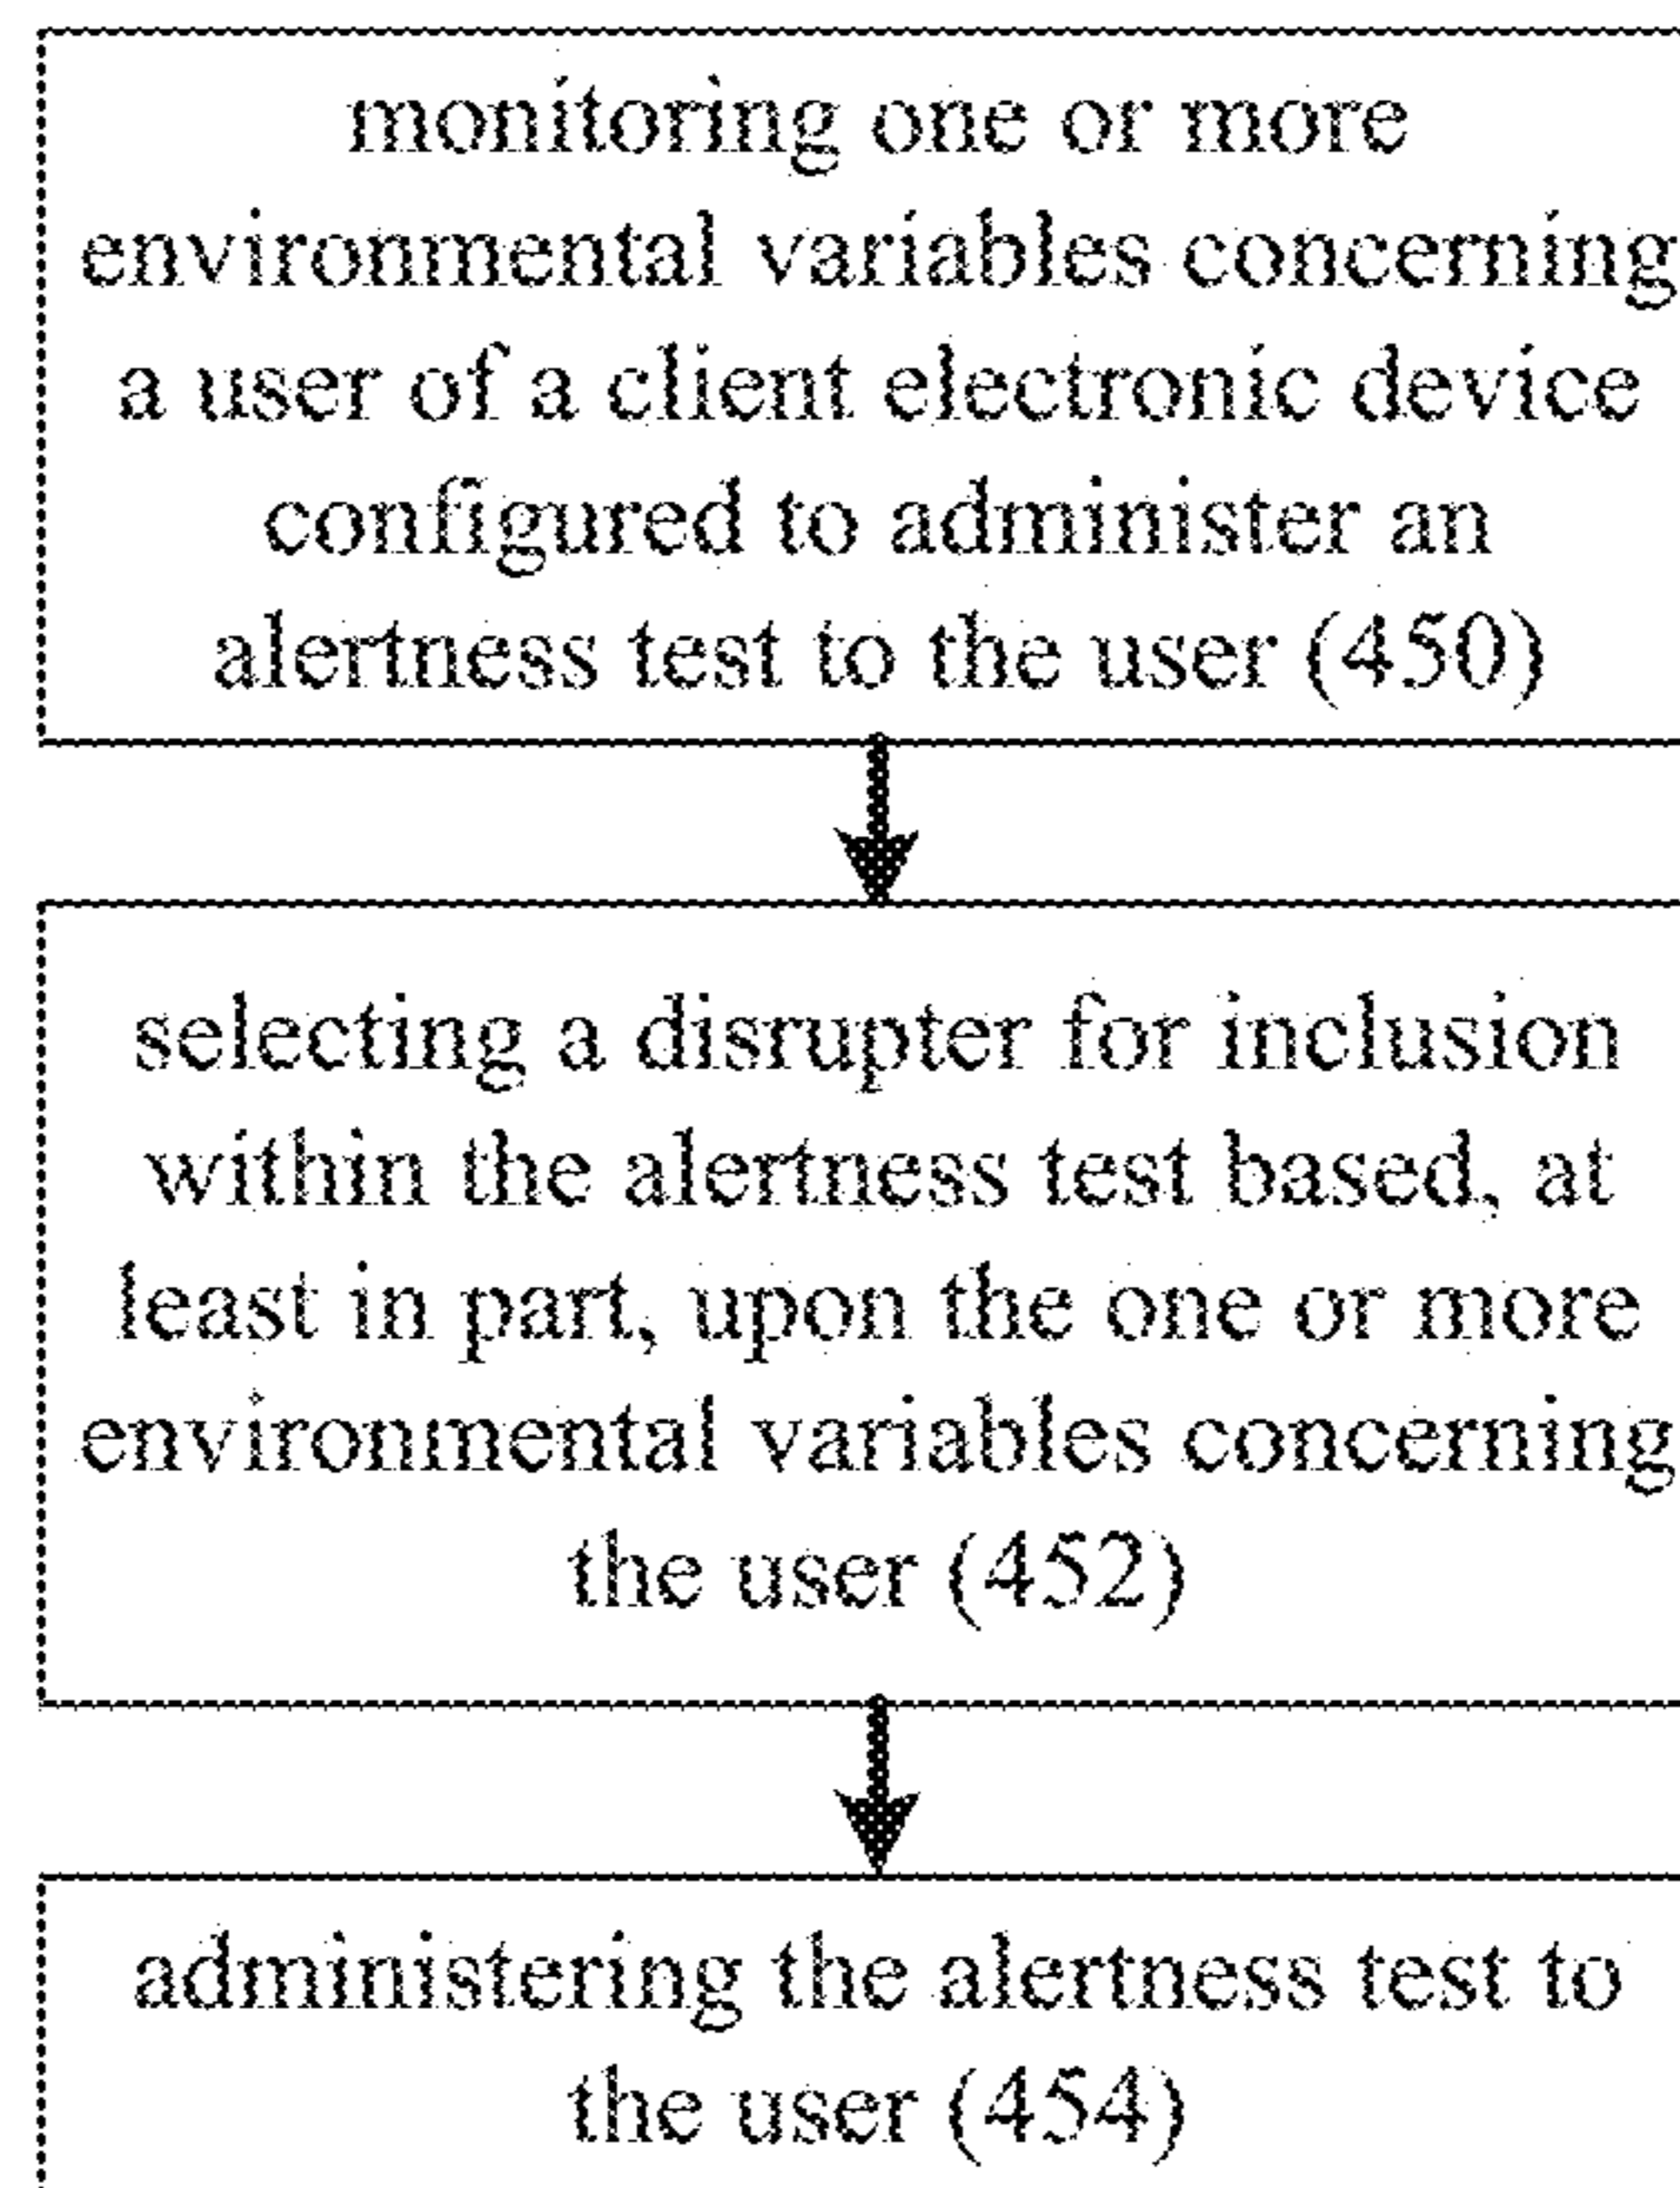 monitoring one or more
environmental variables concerning
a user of a client electronic device
configured to administer an
alertness test to the user (450)
selecting a disrupter for inclusion
within the alertness test based, at
least in part, upon the one or more
environmental variables concerning
the user (452)
administering the alertness test to
the user (454)